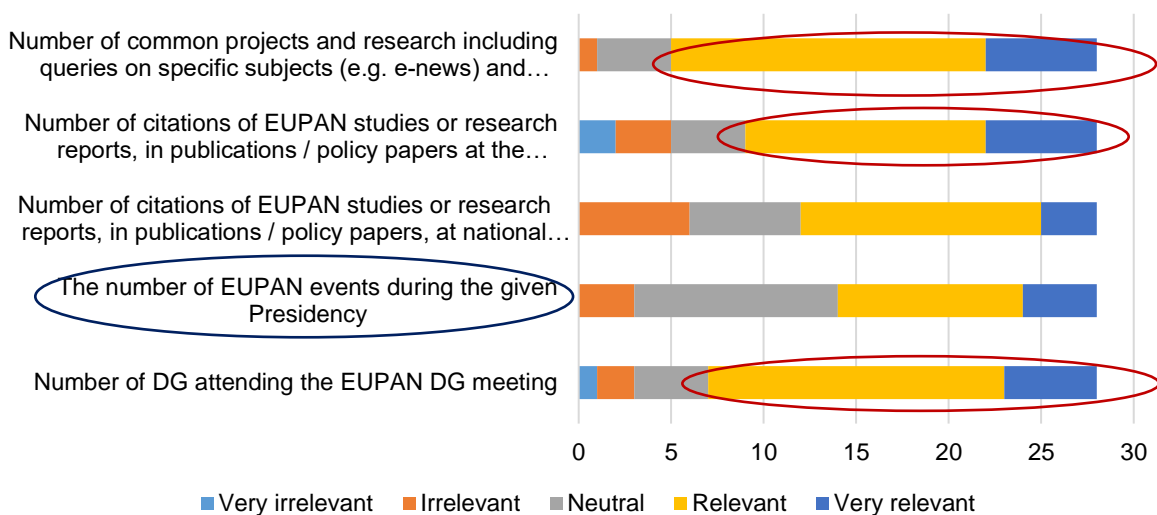 Number of common projects and research including
queries on specific subjects (e.g. e-news) and…
Number of citations of EUPAN studies or research
reports, in publications / policy papers at the…
Number of citations of EUPAN studies or research
reports, in publications / policy papers, at national…
The number of EUPAN events during the given
Presidency
Number of DG attending the EUPAN DG meeting
0 5 10 15 20 25 30
Very irrelevant Irrelevant Neutral Relevant Very relevant